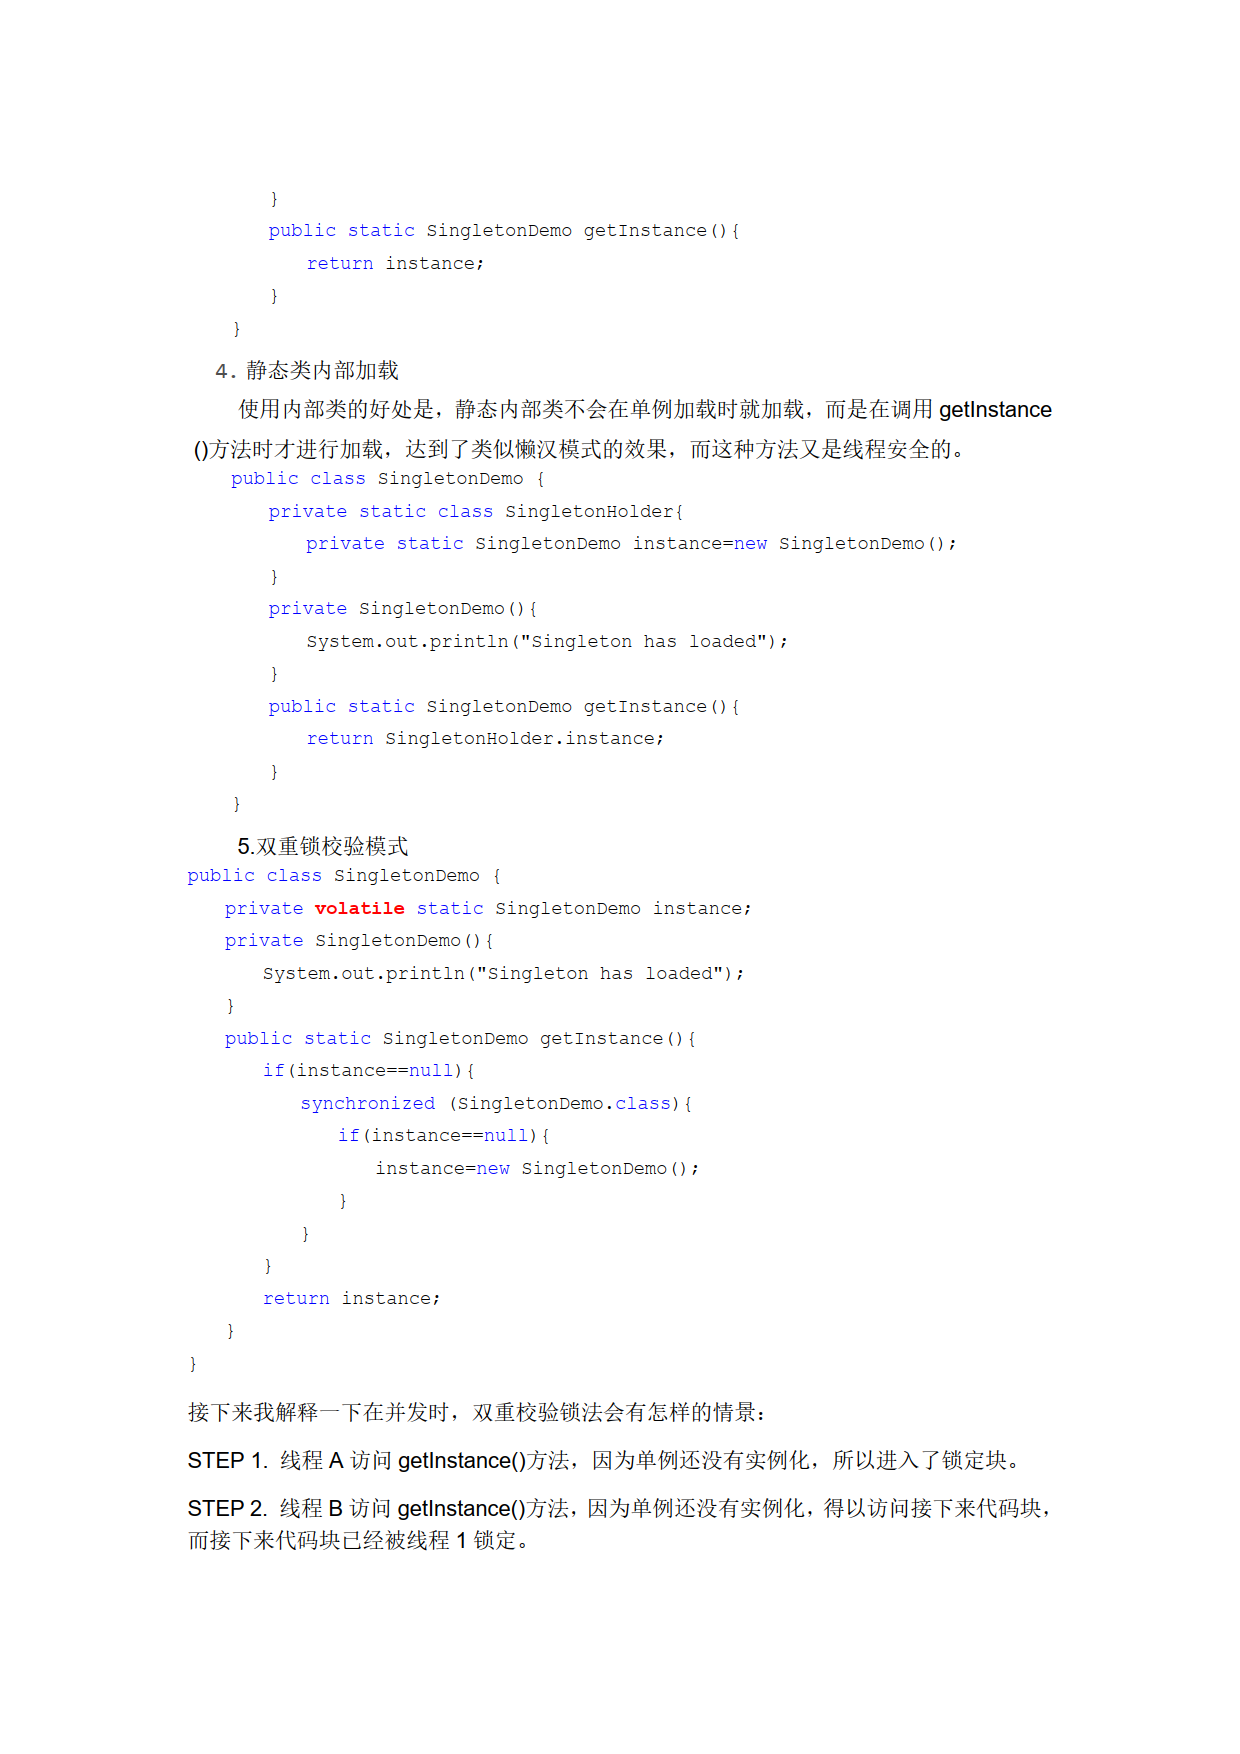 }
public static SingletonDemo getInstance(){
return instance;
}
}
4. 静态类内部加载
使用内部类的好处是，静态内部类不会在单例加载时就加载，而是在调用 getInstance
()方法时才进行加载，达到了类似懒汉模式的效果，而这种方法又是线程安全的。
public class SingletonDemo {
private static class SingletonHolder{
private static SingletonDemo instance=new SingletonDemo();
}
private SingletonDemo(){
System.out.println("Singleton has loaded");
}
public static SingletonDemo getInstance(){
return SingletonHolder.instance;
}
}
5.双重锁校验模式
public class SingletonDemo {
private volatile static SingletonDemo instance;
private SingletonDemo(){
System.out.println("Singleton has loaded");
}
public static SingletonDemo getInstance(){
if(instance==null){
synchronized (SingletonDemo.class){
if(instance==null){
instance=new SingletonDemo();
}
}
}
return instance;
}
}
接下来我解释一下在并发时，双重校验锁法会有怎样的情景：
STEP 1. 线程 A 访问 getInstance()方法，因为单例还没有实例化，所以进入了锁定块。
STEP 2. 线程 B 访问 getInstance()方法，因为单例还没有实例化，得以访问接下来代码块，
而接下来代码块已经被线程 1 锁定。